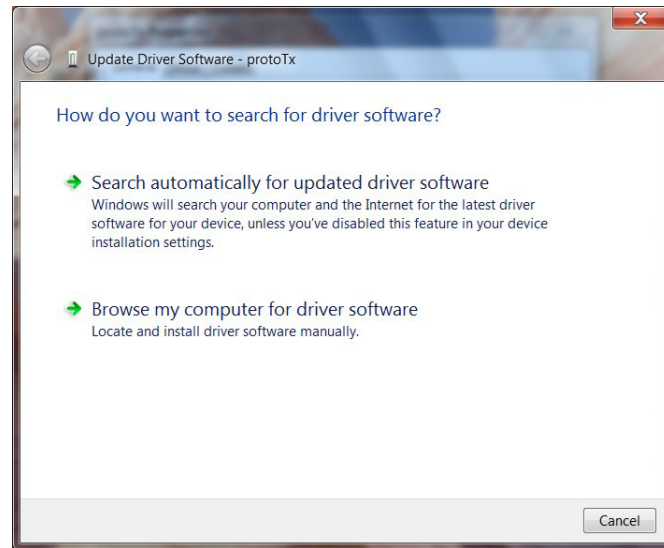 Update Driver Software - protoTx
How do you want to search for driver software?
Search automatically for updated driver software
Windows will search your computer and the Internet for the latest driver
software for your device, unless you've disabled this feature in your device
installation settings.
Browse my computer for driver software
Locate and install driver software manually.
Cancel